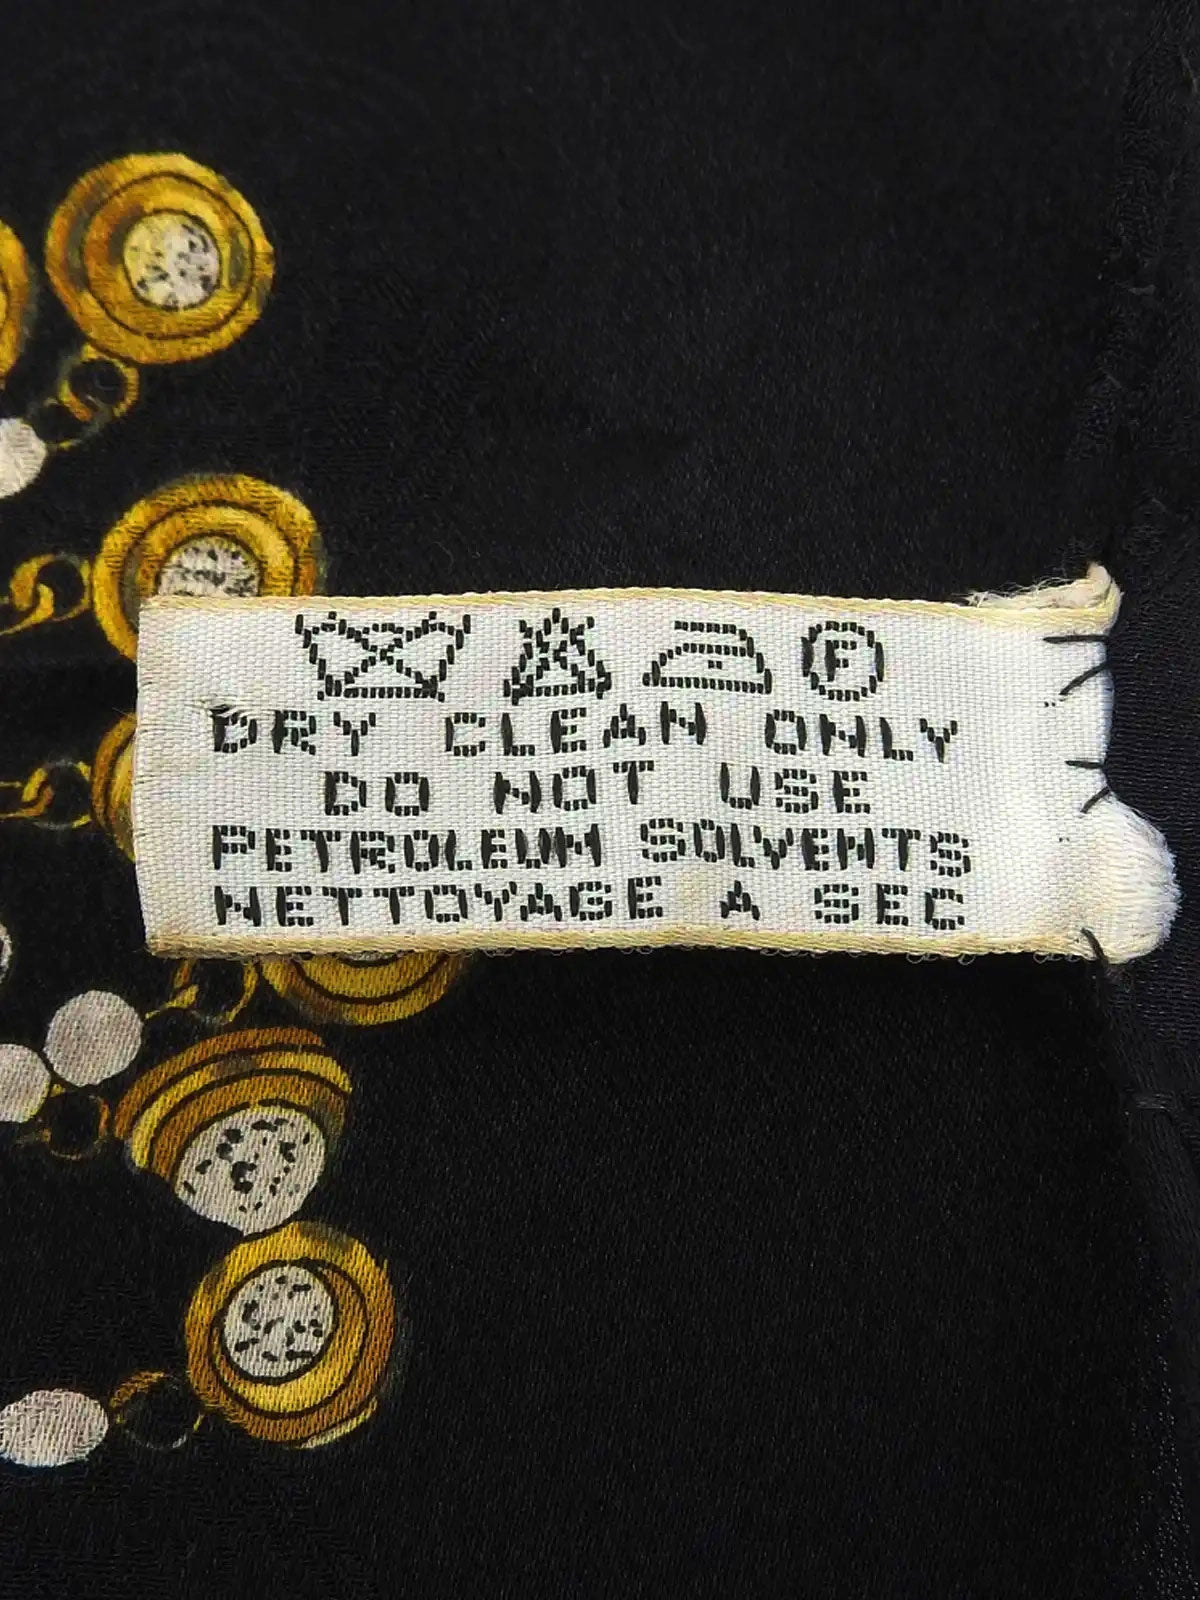 F
DRY CLEAN ONLY
DO NOT USE
PETROLEUM SOLVENTS
NETTOYAGE A SEC